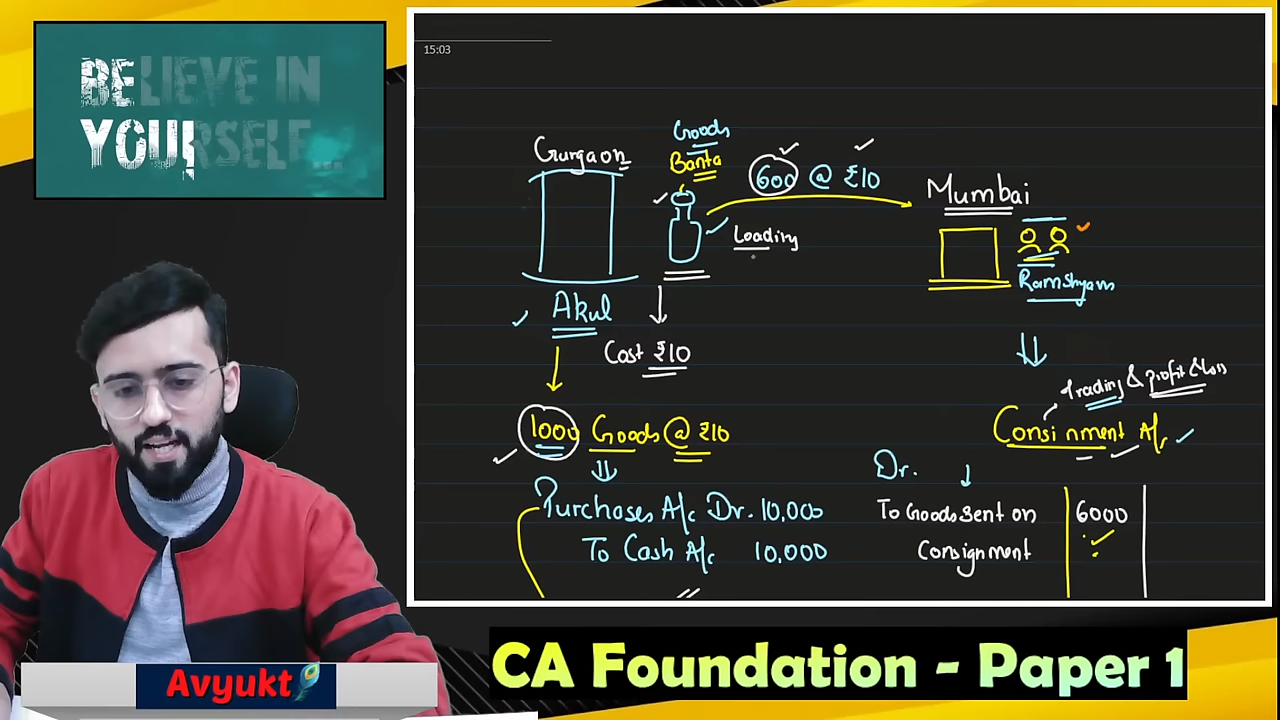 BELIEVE IN
YOURSELF...
15:03
Gurgaon
Goods
Banta
600 @ ₹10
Mumbai
Loading
Ramshyam
Akul
Cost ₹10
Trading & profit & loss
1000 Goods @ ₹10
Consinment A/c
Dr.
Purchases A/c Dr. 10,000
To Cash A/c 10,000
To Goods sent on 6000
Consignment
Avyukt
CA Foundation - Paper 1